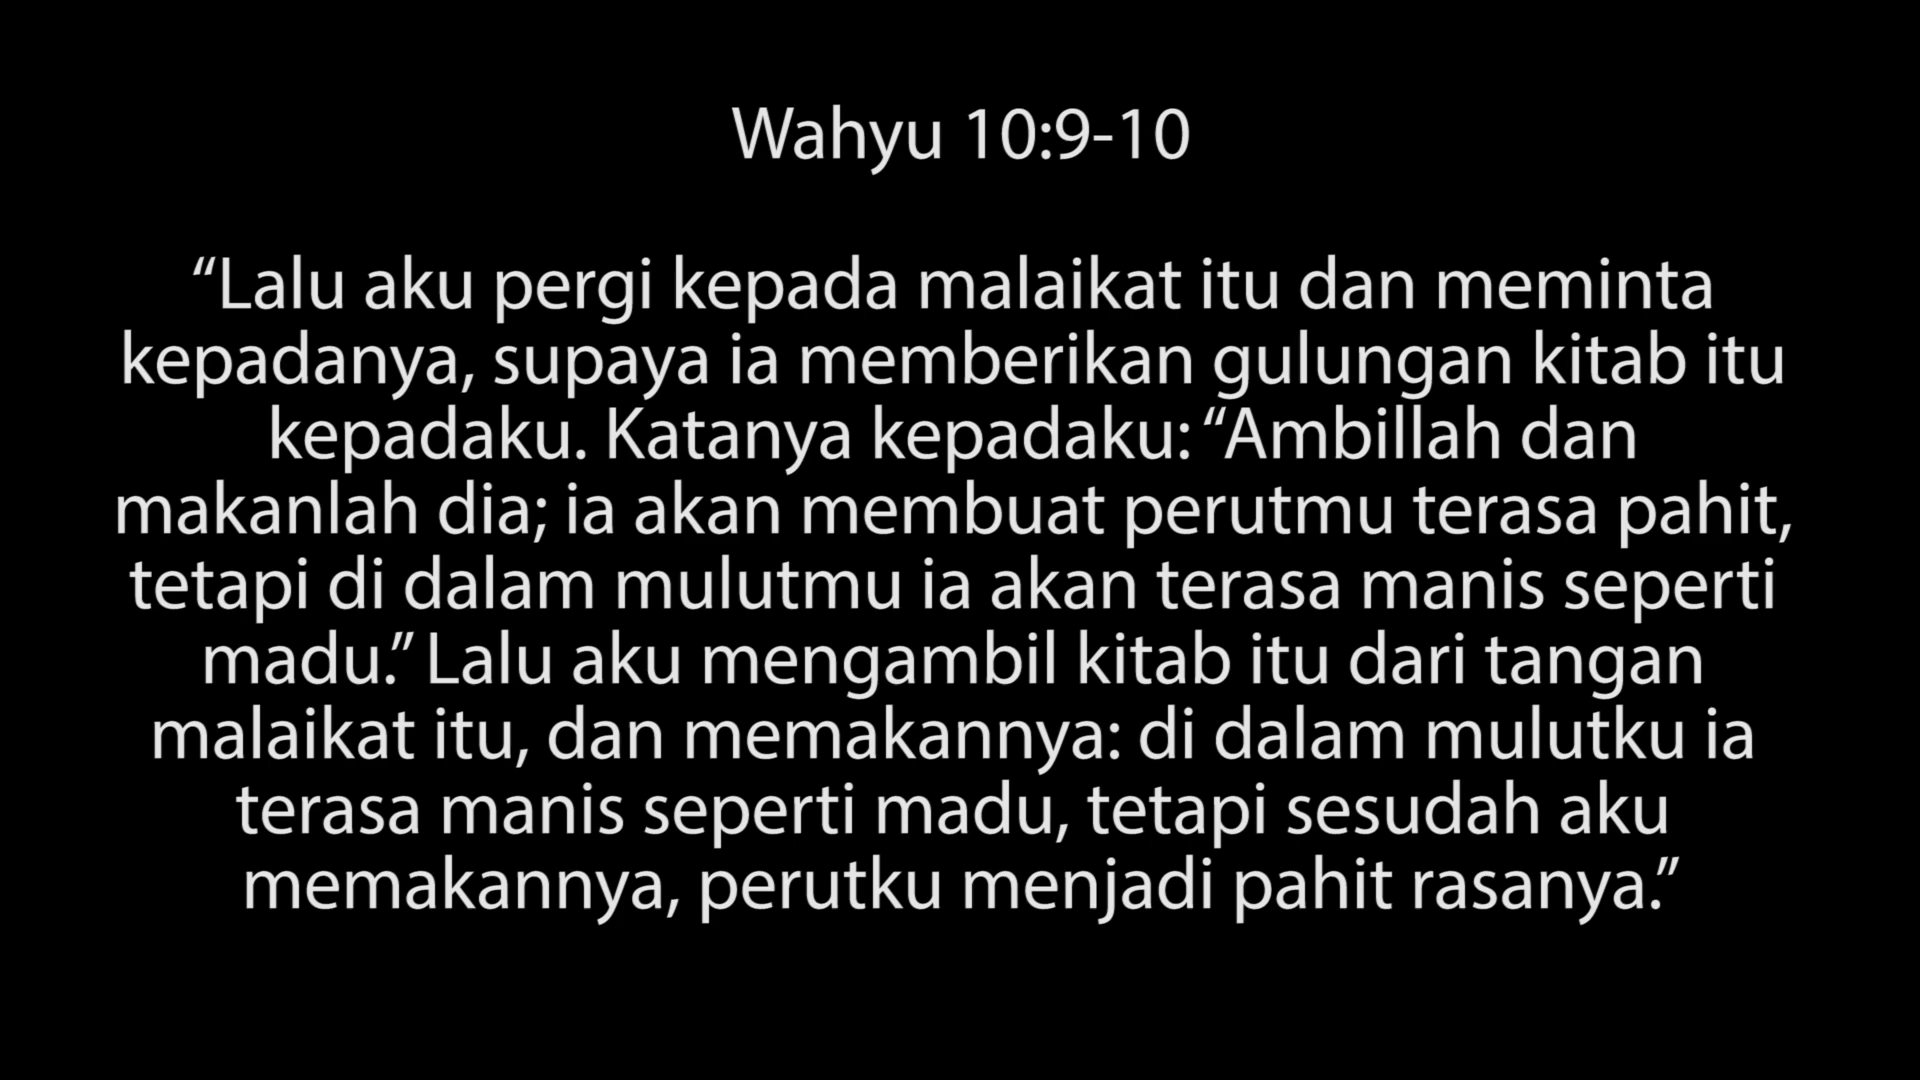 Wahyu 10:9-10
“Lalu aku pergi kepada malaikat itu dan meminta
kepadanya, supaya ia memberikan gulungan kitab itu
kepadaku. Katanya kepadaku: “Ambillah dan
makanlah dia; ia akan membuat perutmu terasa pahit,
tetapi di dalam mulutmu ia akan terasa manis seperti
madu.” Lalu aku mengambil kitab itu dari tangan
malaikat itu, dan memakannya: di dalam mulutku ia
terasa manis seperti madu, tetapi sesudah aku
memakannya, perutku menjadi pahit rasanya.”